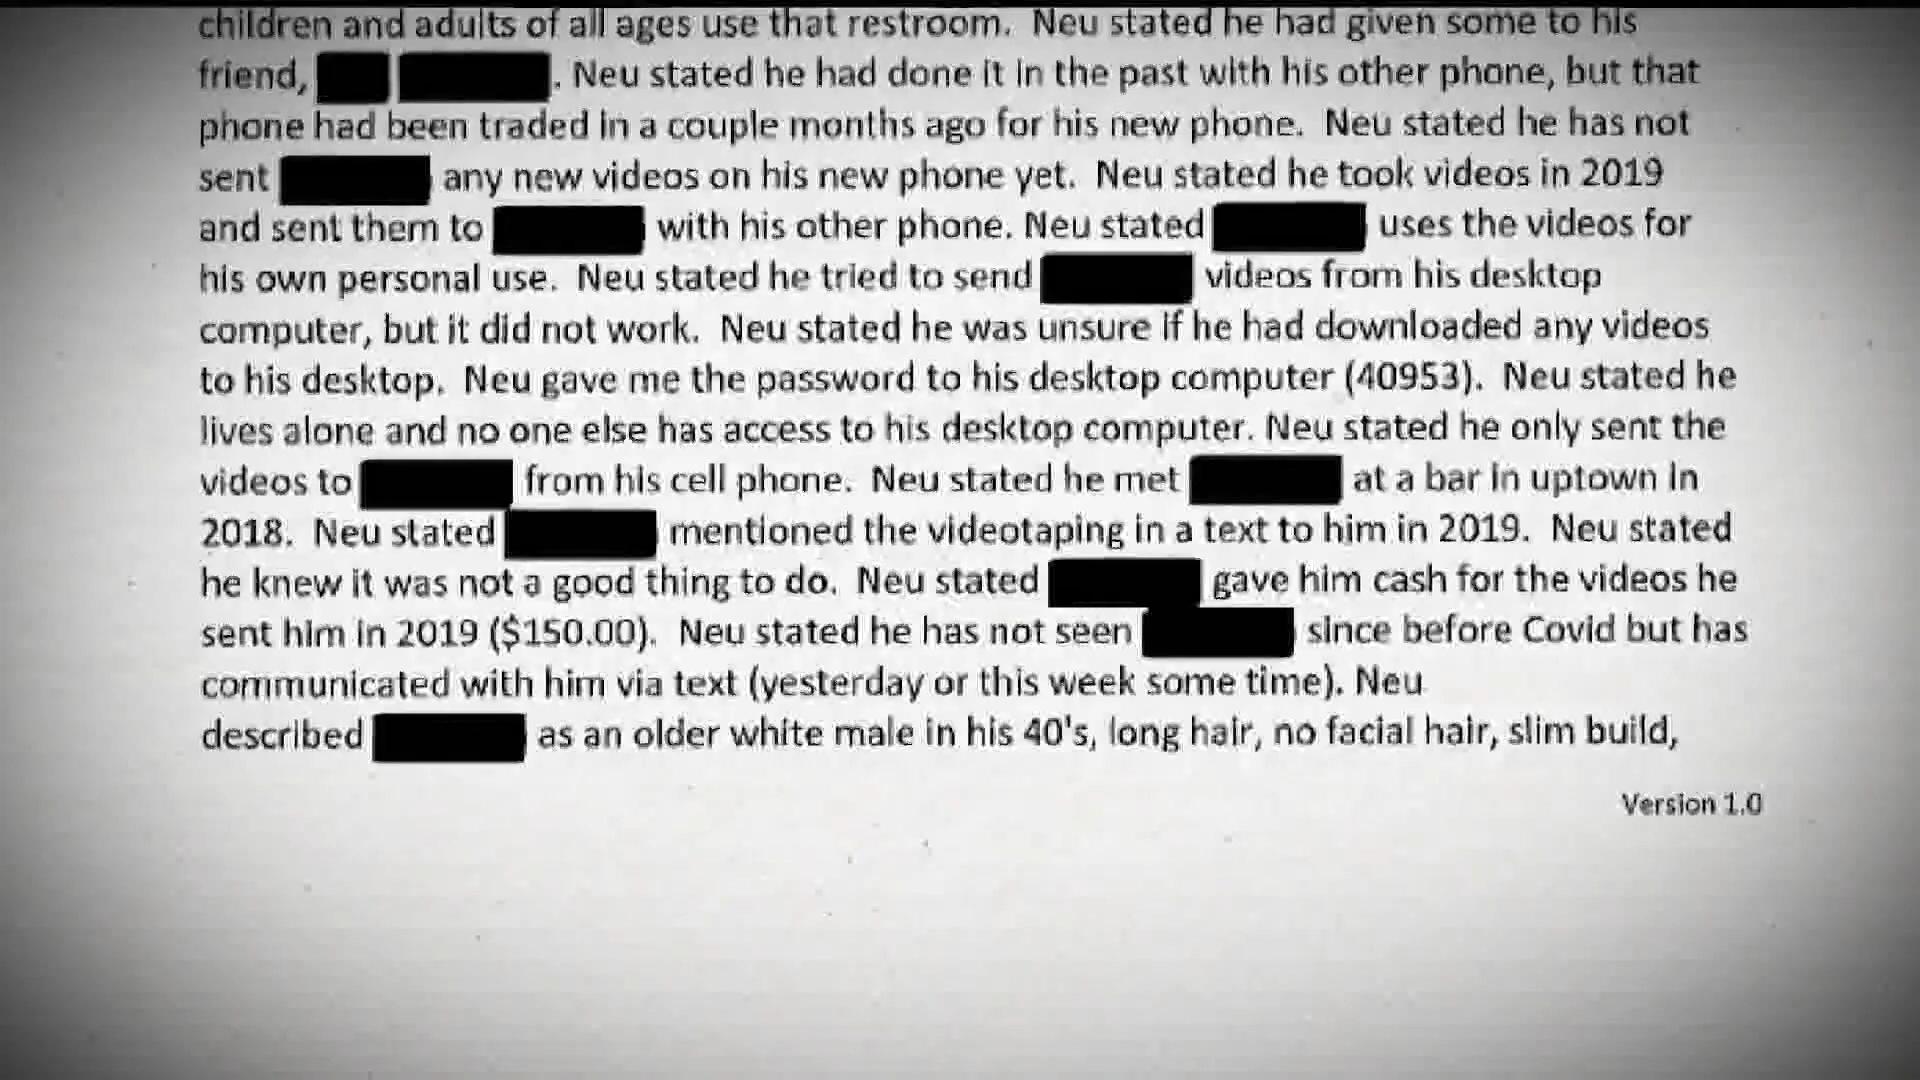 children and adults of all ages use that restroom. Neu stated he had given some to his
friend, . Neu stated he had done it in the past with his other phone, but that
phone had been traded in a couple months ago for his new phone. Neu stated he has not
sent any new videos on his new phone yet. Neu stated he took videos in 2019
and sent them to with his other phone. Neu stated uses the videos for
his own personal use. Neu stated he tried to send videos from his desktop
computer, but it did not work. Neu stated he was unsure if he had downloaded any videos
to his desktop. Neu gave me the password to his desktop computer (40953). Neu stated he
lives alone and no one else has access to his desktop computer. Neu stated he only sent the
videos to from his cell phone. Neu stated he met at a bar in uptown in
2018. Neu stated mentioned the videotaping in a text to him in 2019. Neu stated
he knew it was not a good thing to do. Neu stated gave him cash for the videos he
sent him in 2019 ($150.00). Neu stated he has not seen since before Covid but has
communicated with him via text (yesterday or this week some time). Neu
described as an older white male in his 40's, long hair, no facial hair, slim build,
Version 1.0